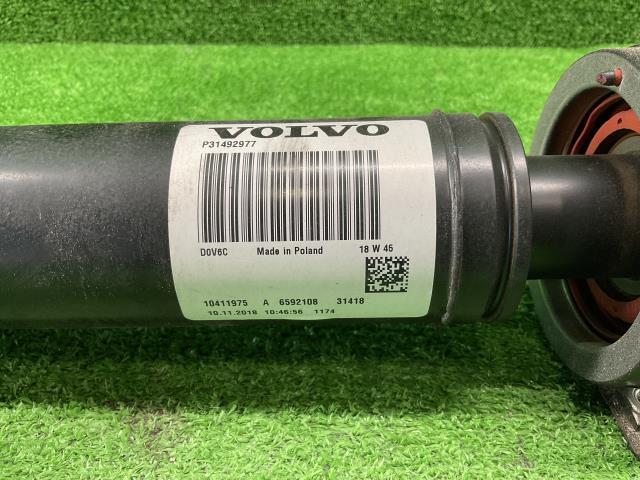 VOLVO
P31492977
D0V6C Made in Poland 18 W 45
10411975 A 6592108 31418
10.11.2018 10:46:56 1174